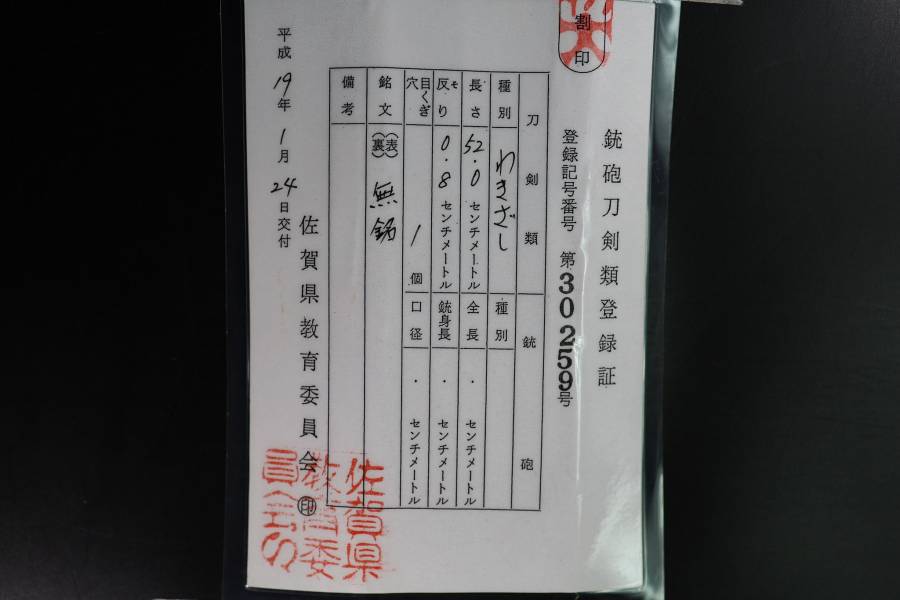 割
印
銃砲刀剣類登録証
登録記号番号 第30259号
刀剣類
銃砲
種別 わきざし
長さ 52.0 センチメートル
反り ソ 0.8 センチメートル
目くぎ穴 1 個
種別
全長 . センチメートル
銃身長 . センチメートル
口径 . センチメートル
銘文 (表)(裏) 無銘
備考
平成19年1月24日交付
佐賀県教育委員会 ㊞
佐賀県
教育委
員会